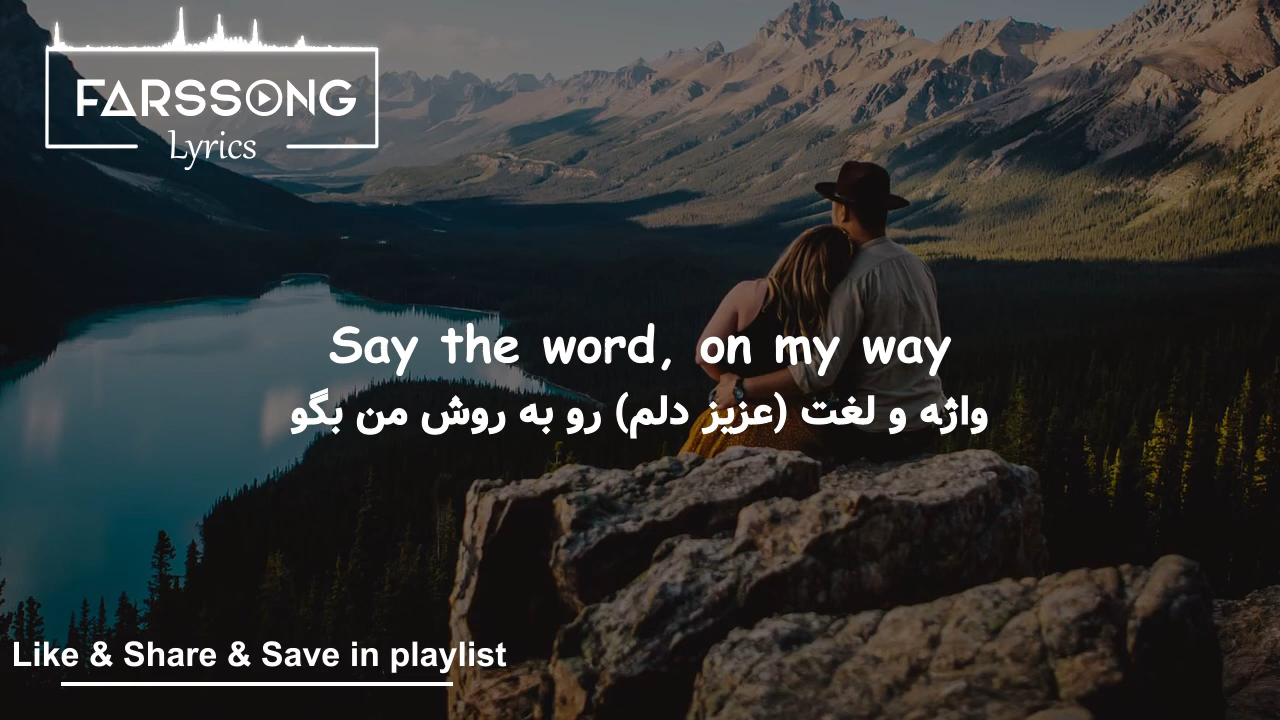 FARSSONG
Lyrics
Say the word, on my way
واژه و لغت (عزیز دلم) رو به روش من بگو
Like & Share & Save in playlist